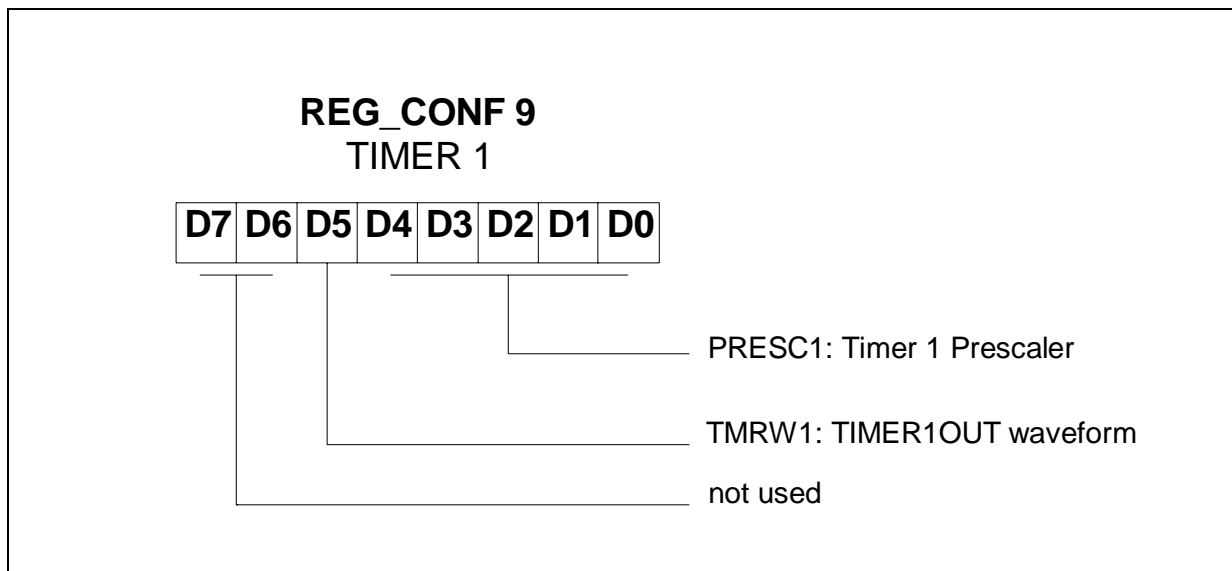 REG_CONF 9
TIMER 1
D7 D6 D5 D4 D3 D2 D1 D0
PRESC1: Timer 1 Prescaler
TMRW1: TIMER1OUT waveform
not used